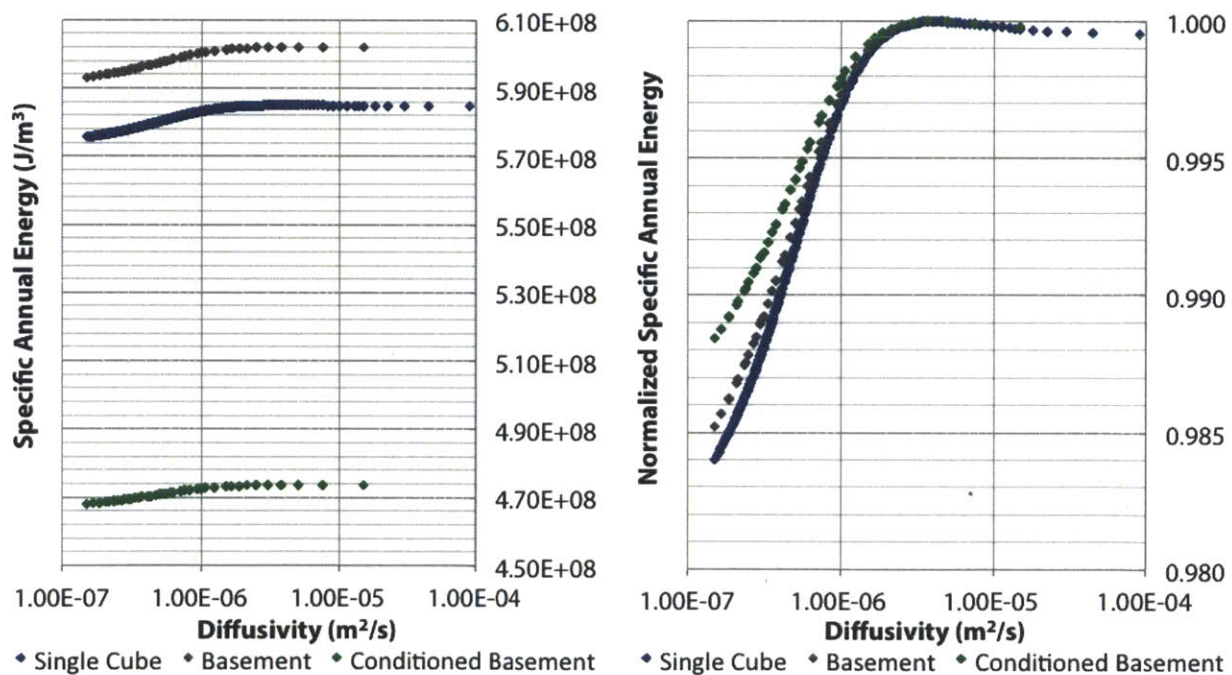 Specific Annual Energy (J/m³)
6.10E+08
5.90E+08
5.70E+08
5.50E+08
5.30E+08
5.10E+08
4.90E+08
4.70E+08
4.50E+08
1.00E-07 1.00E-06 1.00E-05 1.00E-04
Diffusivity (m²/s)
Single Cube Basement Conditioned Basement
Normalized Specific Annual Energy
1.000
0.995
0.990
0.985
0.980
1.00E-07 1.00E-06 1.00E-05 1.00E-04
Diffusivity (m²/s)
Single Cube Basement Conditioned Basement